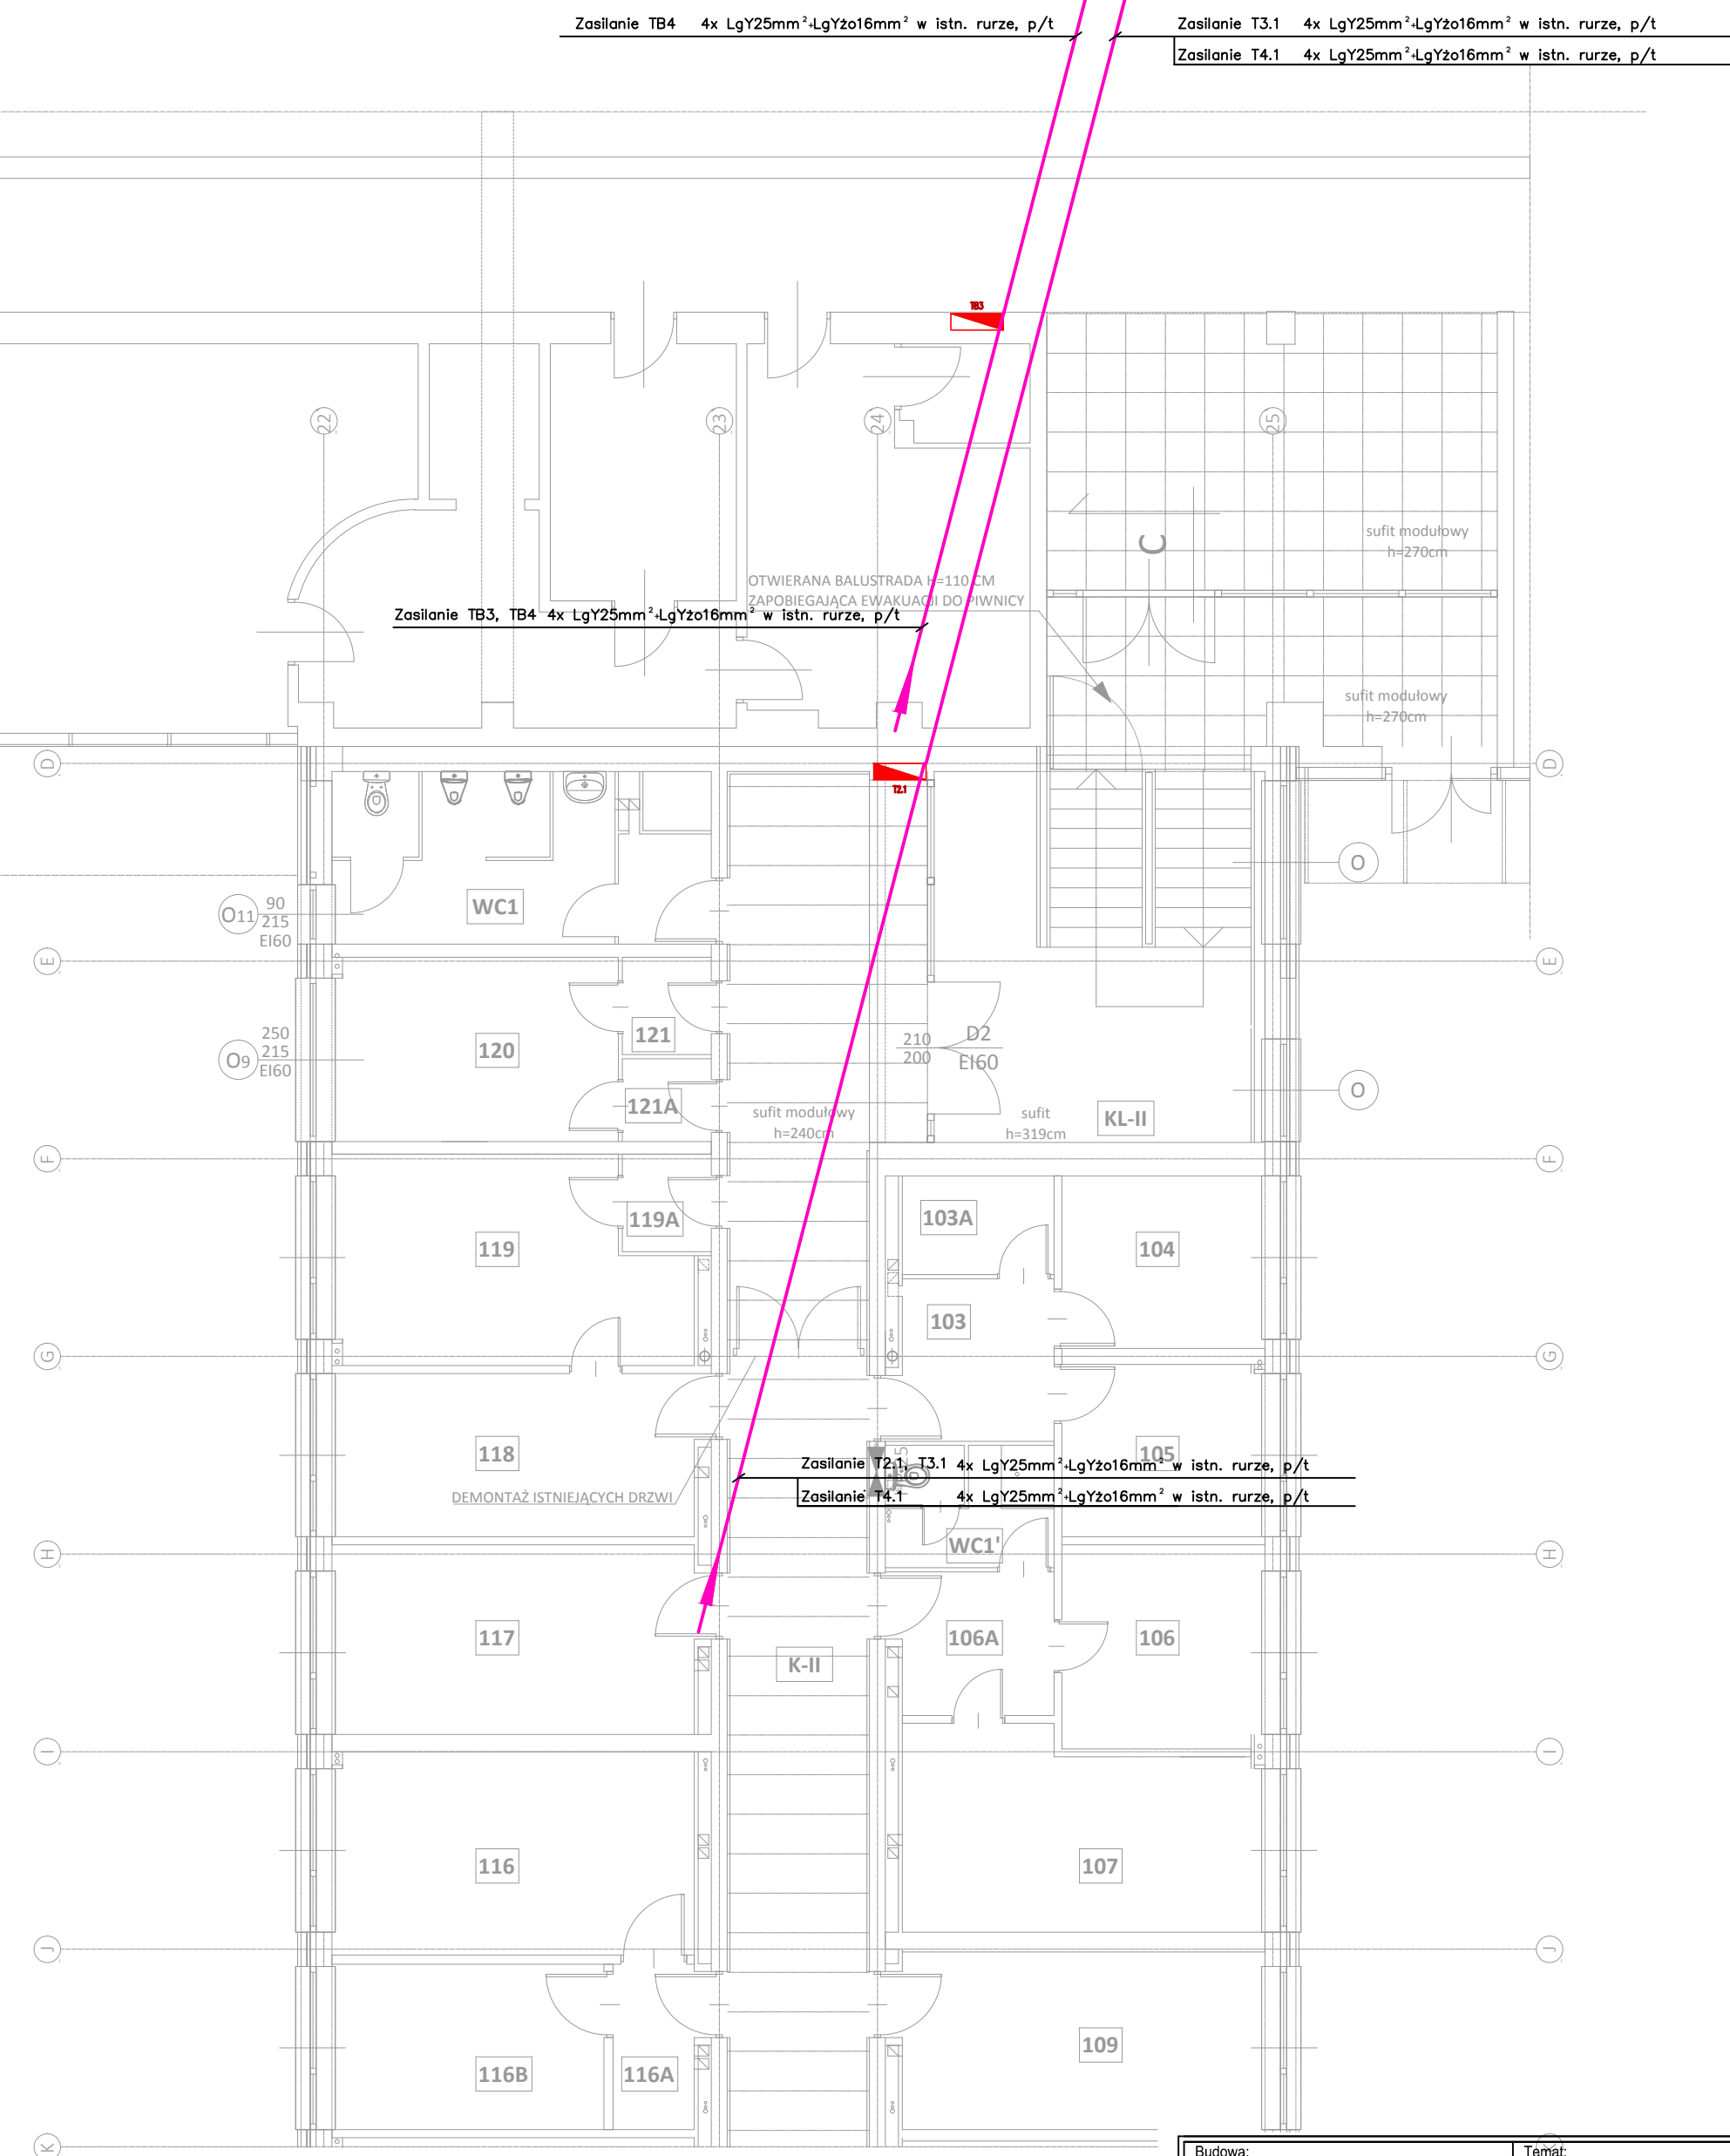 Zasilanie TB4 4x LgY25mm²+LgYżo16mm² w istn. rurze, p/t
Zasilanie T3.1 4x LgY25mm²+LgYżo16mm² w istn. rurze, p/t
Zasilanie T4.1 4x LgY25mm²+LgYżo16mm² w istn. rurze, p/t
TB3
22
23
24
25
C
sufit modułowy
h=270cm
OTWIERANA BALUSTRADA H=110 CM
ZAPOBIEGAJĄCA EWAKUACJI DO PIWNICY
Zasilanie TB3, TB4 4x LgY25mm²+LgYżo16mm² w istn. rurze, p/t
sufit modułowy
h=270cm
D
D
T2.1
O
WC1
O11
90
215
EI60
E
E
250
O9
215
EI60
120
121
210
200
D2
EI60
O
121A
sufit modułowy
h=240cm
sufit
h=319cm
KL-II
F
F
119A
103A
119
104
103
G
G
118
105
Zasilanie T2.1, T3.1 4x LgY25mm²+LgYżo16mm² w istn. rurze, p/t
DEMONTAŻ ISTNIEJĄCYCH DRZWI
Zasilanie T4.1 4x LgY25mm²+LgYżo16mm² w istn. rurze, p/t
WC1'
H
H
117
106A
106
K-II
I
I
116
107
J
J
116B
116A
109
K
Budowa:
Temat: